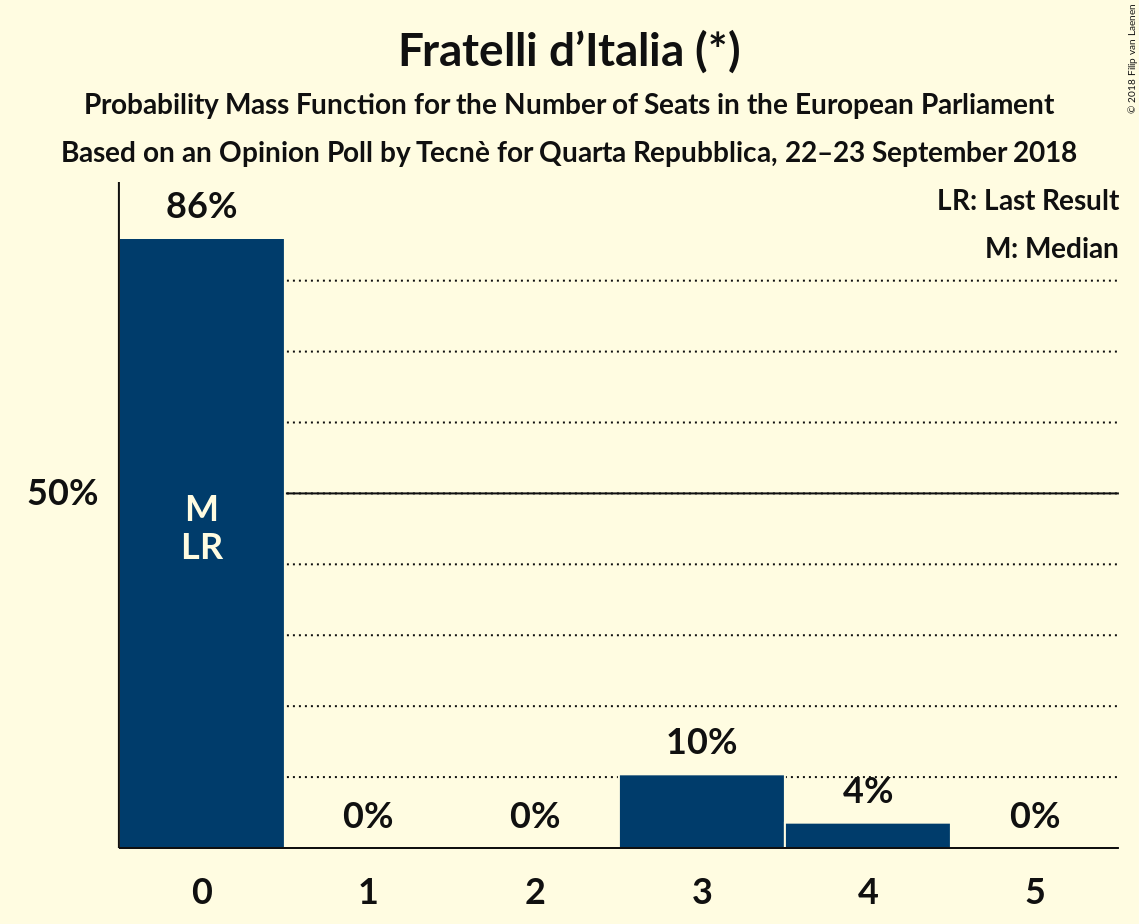 Fratelli d’Italia (*)
Probability Mass Function for the Number of Seats in the European Parliament
Based on an Opinion Poll by Tecnè for Quarta Repubblica, 22–23 September 2018
© 2018 Filip van Laenen
LR: Last Result
M: Median
86%
50%
M
LR
10%
4%
0%
0%
0%
0 1 2 3 4 5